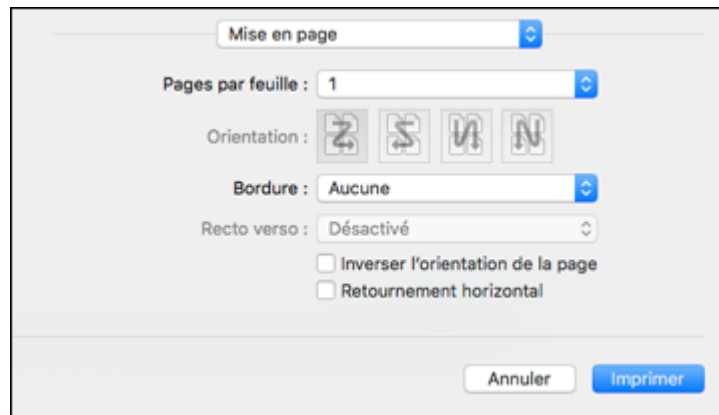 Mise en page
Pages par feuille : 1
Orientation :
Bordure : Aucune
Recto verso : Désactivé
Inverser l'orientation de la page
Retournement horizontal
Annuler Imprimer